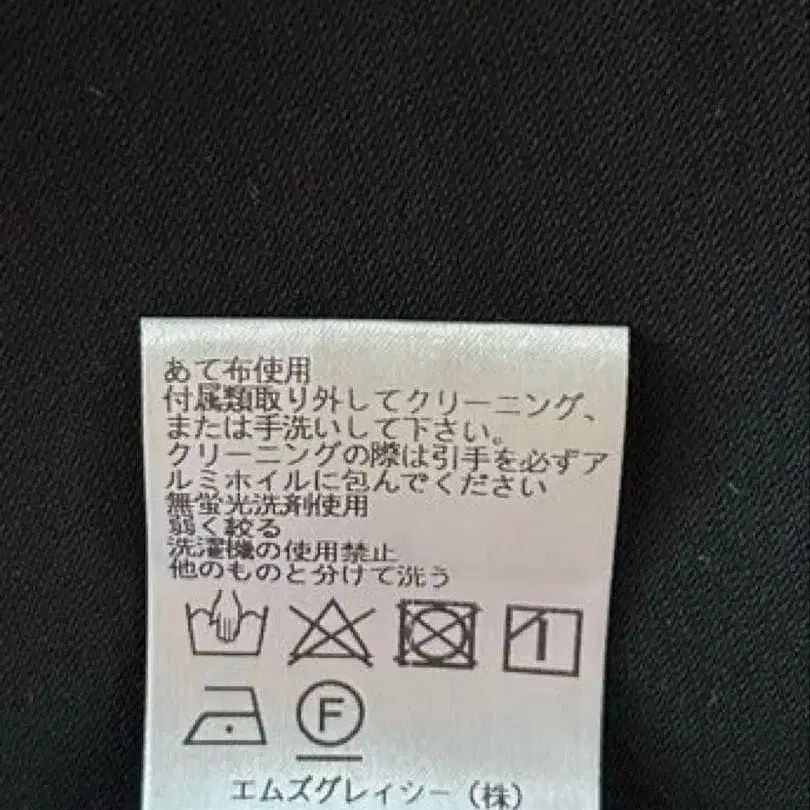 あて布使用
付属類取り外してクリーニング、
または手洗いして下さい。
クリーニングの際は引手を必ずア
ルミホイルに包んでください
無蛍光洗剤使用
弱く絞る
洗濯機の使用禁止
他のものと分けて洗う
F
エムズグレイシー(株)